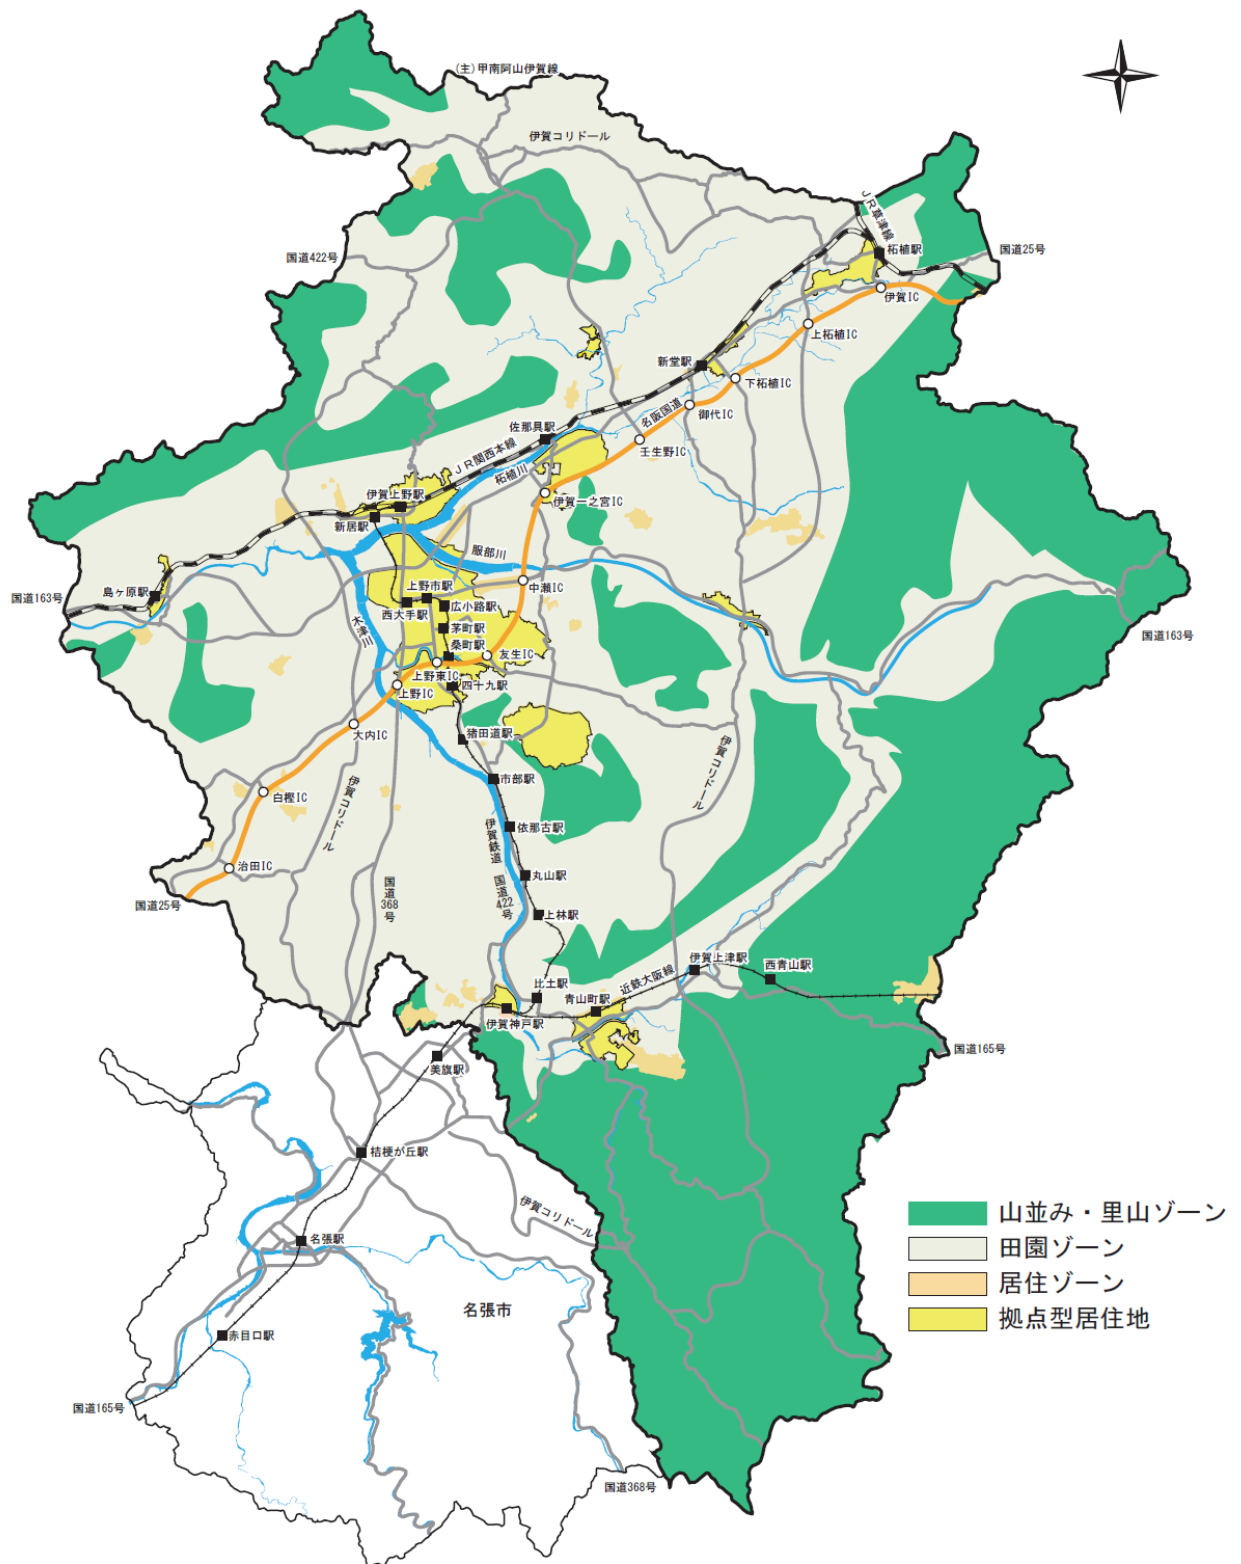 (主)甲南阿山伊賀線
伊賀コリドール
JR草津線
柘植駅
国道25号
国道422号
伊賀IC
上柘植IC
新堂駅
下柘植IC
名阪国道
御代IC
佐那具駅
壬生野IC
JR関西本線
柘植川
伊賀上野駅
伊賀一之宮IC
新居駅
服部川
中瀬IC
島ヶ原駅
国道163号
上野市駅
西大手駅
広小路駅
木津川
茅町駅
国道163号
桑町駅
友生IC
上野東IC
四十九駅
上野IC
大内IC
猪田道駅
伊賀コリドール
市部駅
白樫IC
伊賀コリドール
伊賀鉄道
依那古駅
治田IC
丸山駅
国道25号
国道368号
国道422号
上林駅
伊賀上津駅
西青山駅
近鉄大阪線
比土駅
青山町駅
伊賀神戸駅
国道165号
美旗駅
桔梗が丘駅
伊賀コリドール
名張駅
名張市
赤目口駅
国道165号
国道368号
山並み・里山ゾーン
田園ゾーン
居住ゾーン
拠点型居住地